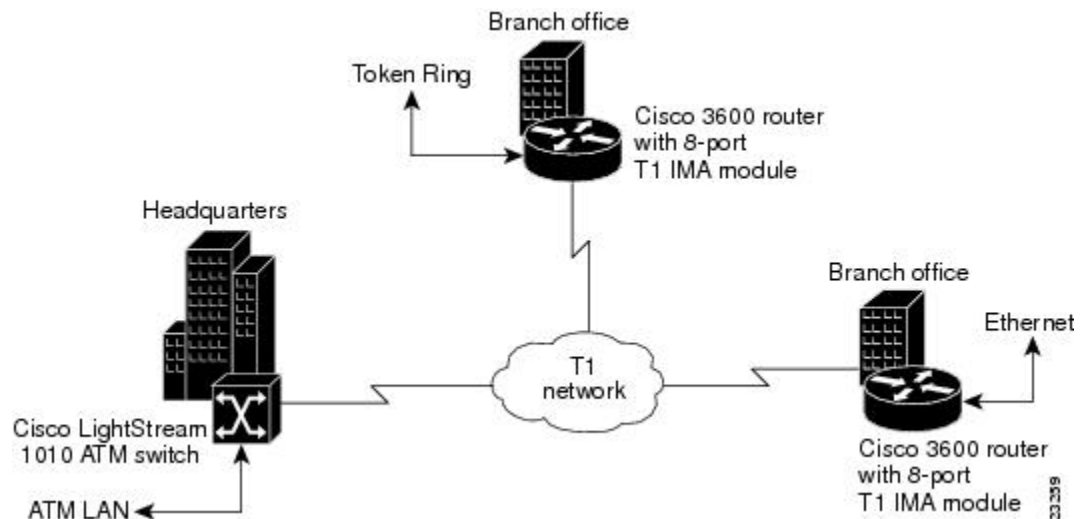 Branch office
Token Ring
Cisco 3600 router
with 8-port
T1 IMA module
Headquarters
Branch office
Ethernet
T1
network
Cisco LightStream
1010 ATM switch
Cisco 3600 router
with 8-port
T1 IMA module
ATM LAN
23239